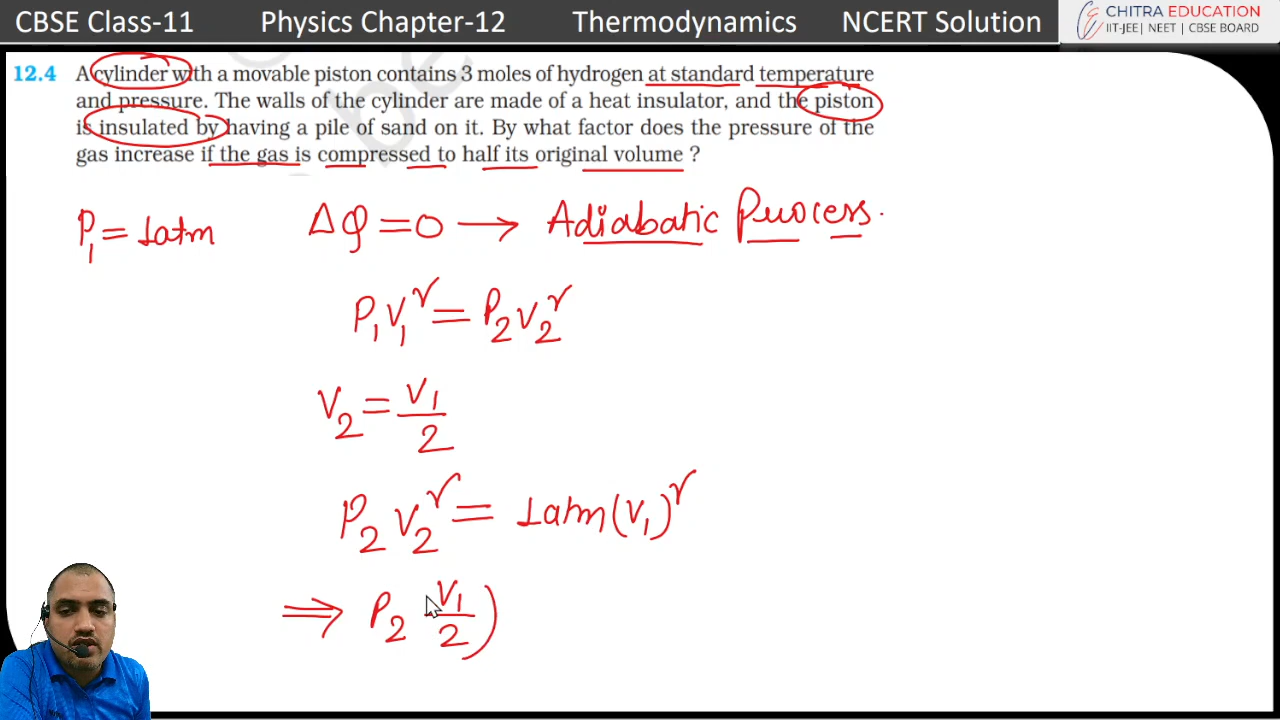 CBSE Class-11 Physics Chapter-12 Thermodynamics NCERT Solution
CHITRA EDUCATION
IIT-JEE| NEET | CBSE BOARD
12.4 A cylinder with a movable piston contains 3 moles of hydrogen at standard temperature
and pressure. The walls of the cylinder are made of a heat insulator, and the piston
is insulated by having a pile of sand on it. By what factor does the pressure of the
gas increase if the gas is compressed to half its original volume ?
P₁ = 1atm ΔQ = 0 → Adiabatic Process.
P₁V₁^γ = P₂V₂^γ
V₂ = V₁/2
P₂ V₂^γ = 1atm (V₁)^γ
⇒ P₂ V₁/2)